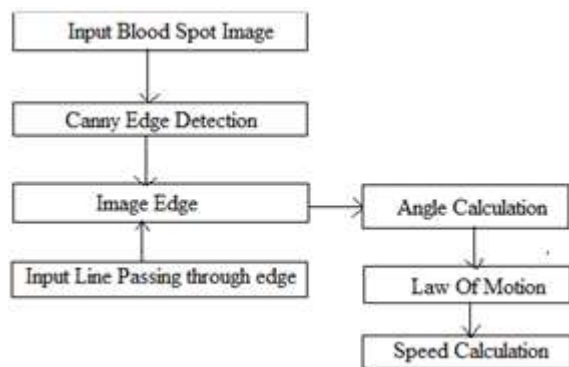 Input Blood Spot Image
Canny Edge Detection
Image Edge
Angle Calculation
Input Line Passing through edge
Law Of Motion
Speed Calculation